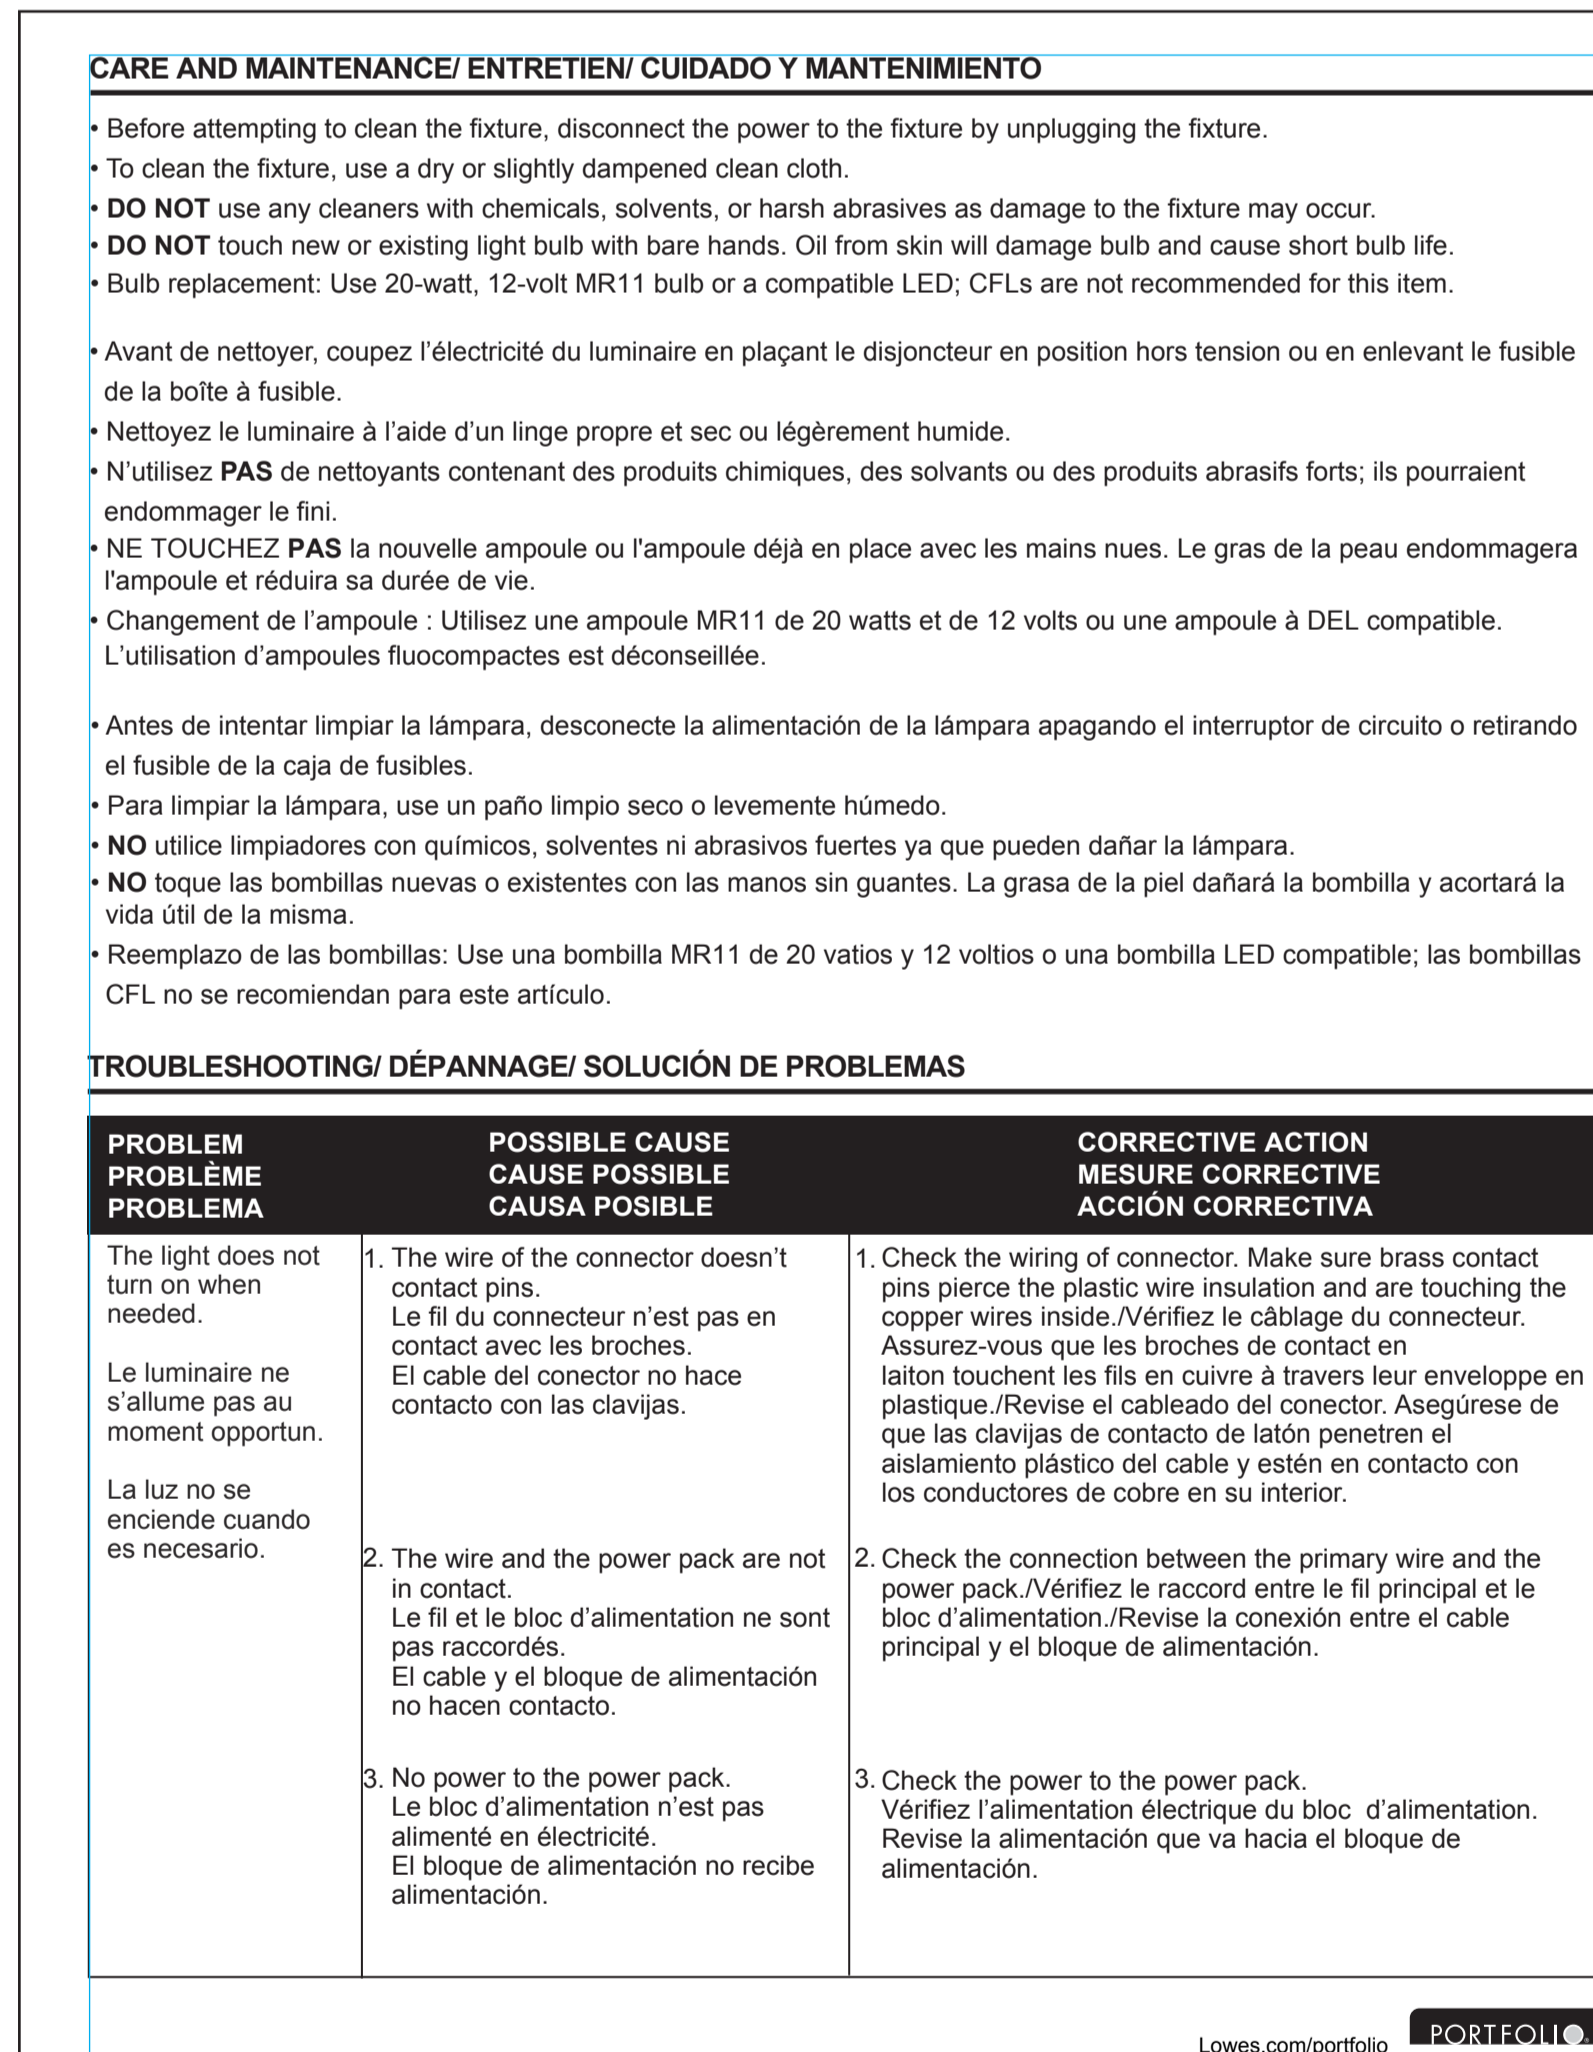 CARE AND MAINTENANCE/ ENTRETIEN/ CUIDADO Y MANTENIMIENTO
• Before attempting to clean the fixture, disconnect the power to the fixture by unplugging the fixture.
• To clean the fixture, use a dry or slightly dampened clean cloth.
• DO NOT use any cleaners with chemicals, solvents, or harsh abrasives as damage to the fixture may occur.
• DO NOT touch new or existing light bulb with bare hands. Oil from skin will damage bulb and cause short bulb life.
• Bulb replacement: Use 20-watt, 12-volt MR11 bulb or a compatible LED; CFLs are not recommended for this item.
• Avant de nettoyer, coupez l’électricité du luminaire en plaçant le disjoncteur en position hors tension ou en enlevant le fusible
de la boîte à fusible.
• Nettoyez le luminaire à l’aide d’un linge propre et sec ou légèrement humide.
• N’utilisez PAS de nettoyants contenant des produits chimiques, des solvants ou des produits abrasifs forts; ils pourraient
endommager le fini.
• NE TOUCHEZ PAS la nouvelle ampoule ou l'ampoule déjà en place avec les mains nues. Le gras de la peau endommagera
l'ampoule et réduira sa durée de vie.
• Changement de l’ampoule : Utilisez une ampoule MR11 de 20 watts et de 12 volts ou une ampoule à DEL compatible.
L’utilisation d’ampoules fluocompactes est déconseillée.
• Antes de intentar limpiar la lámpara, desconecte la alimentación de la lámpara apagando el interruptor de circuito o retirando
el fusible de la caja de fusibles.
• Para limpiar la lámpara, use un paño limpio seco o levemente húmedo.
• NO utilice limpiadores con químicos, solventes ni abrasivos fuertes ya que pueden dañar la lámpara.
• NO toque las bombillas nuevas o existentes con las manos sin guantes. La grasa de la piel dañará la bombilla y acortará la
vida útil de la misma.
• Reemplazo de las bombillas: Use una bombilla MR11 de 20 vatios y 12 voltios o una bombilla LED compatible; las bombillas
CFL no se recomiendan para este artículo.
TROUBLESHOOTING/ DÉPANNAGE/ SOLUCIÓN DE PROBLEMAS
PROBLEM
PROBLÈME
PROBLEMA
POSSIBLE CAUSE
CAUSE POSSIBLE
CAUSA POSIBLE
CORRECTIVE ACTION
MESURE CORRECTIVE
ACCIÓN CORRECTIVA
The light does not
turn on when
needed.
Le luminaire ne
s’allume pas au
moment opportun.
La luz no se
enciende cuando
es necesario.
1. The wire of the connector doesn’t
contact pins.
Le fil du connecteur n’est pas en
contact avec les broches.
El cable del conector no hace
contacto con las clavijas.
1. Check the wiring of connector. Make sure brass contact
pins pierce the plastic wire insulation and are touching the
copper wires inside./Vérifiez le câblage du connecteur.
Assurez-vous que les broches de contact en
laiton touchent les fils en cuivre à travers leur enveloppe en
plastique./Revise el cableado del conector. Asegúrese de
que las clavijas de contacto de latón penetren el
aislamiento plástico del cable y estén en contacto con
los conductores de cobre en su interior.
2. The wire and the power pack are not
in contact.
Le fil et le bloc d’alimentation ne sont
pas raccordés.
El cable y el bloque de alimentación
no hacen contacto.
2. Check the connection between the primary wire and the
power pack./Vérifiez le raccord entre le fil principal et le
bloc d’alimentation./Revise la conexión entre el cable
principal y el bloque de alimentación.
3. No power to the power pack.
Le bloc d’alimentation n’est pas
alimenté en électricité.
El bloque de alimentación no recibe
alimentación.
3. Check the power to the power pack.
Vérifiez l’alimentation électrique du bloc d’alimentation.
Revise la alimentación que va hacia el bloque de
alimentación.
Lowes.com/portfolio
PORTFOLIO